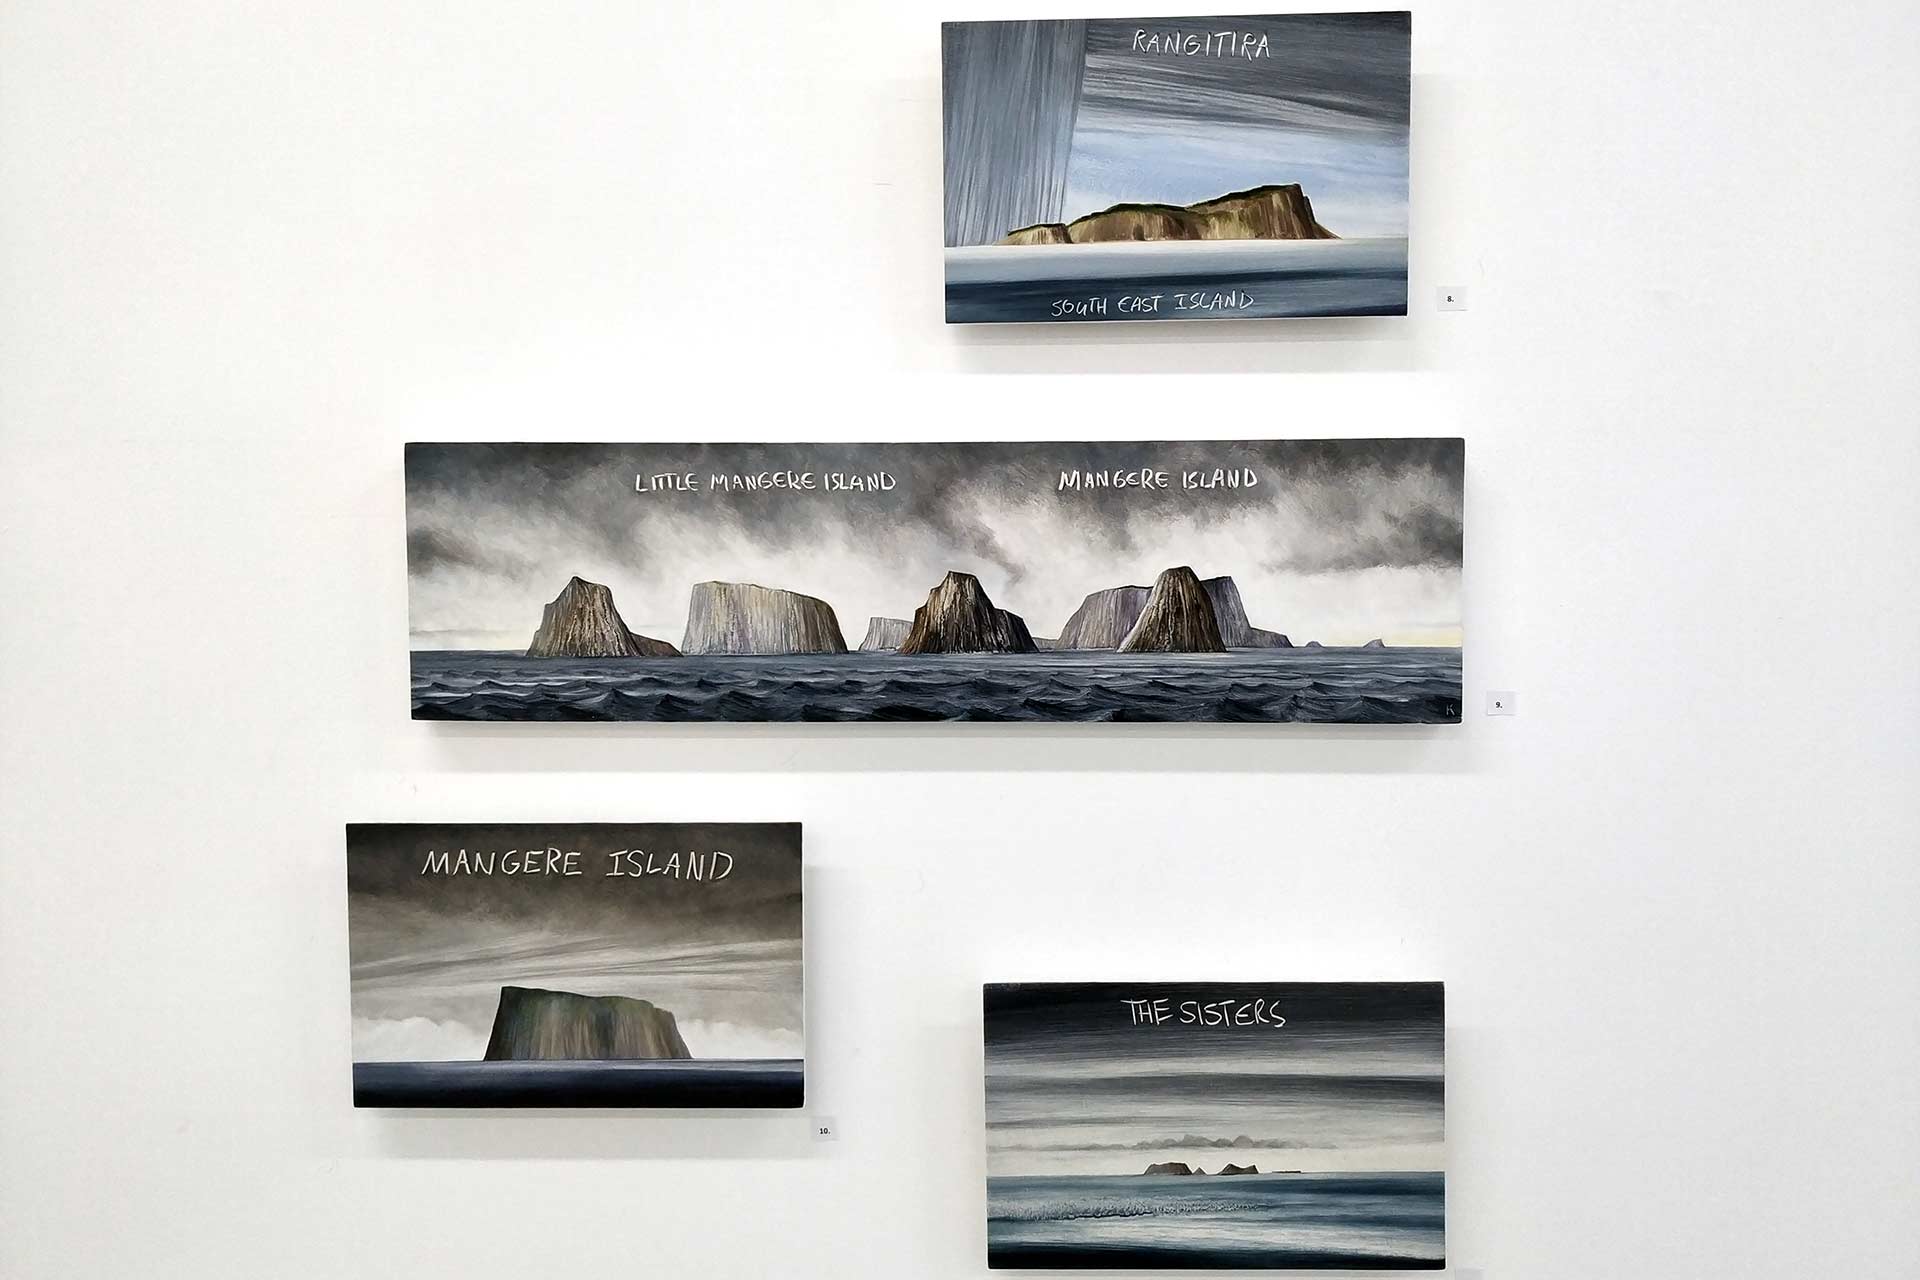 RANGITIRA
SOUTH EAST ISLAND
8.
LITTLE MANGERE ISLAND
MANGERE ISLAND
K
9.
MANGERE ISLAND
10.
THE SISTERS